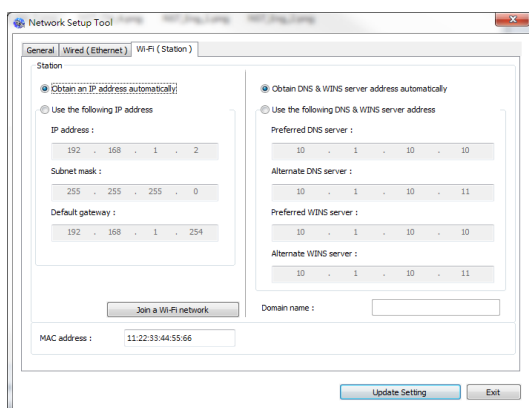 Network Setup Tool
General Wired ( Ethernet ) Wi-Fi ( Station )
Station
Obtain an IP address automatically
Use the following IP address
IP address :
192 . 168 . 1 . 2
Subnet mask :
255 . 255 . 255 . 0
Default gateway :
192 . 168 . 1 . 254
Join a Wi-Fi network
Obtain DNS & WINS server address automatically
Use the following DNS & WINS server address
Preferred DNS server :
10 . 1 . 10 . 10
Alternate DNS server :
10 . 1 . 10 . 11
Preferred WINS server :
10 . 1 . 10 . 10
Alternate WINS server :
10 . 1 . 10 . 11
Domain name :
MAC address : 11:22:33:44:55:66
Update Setting Exit